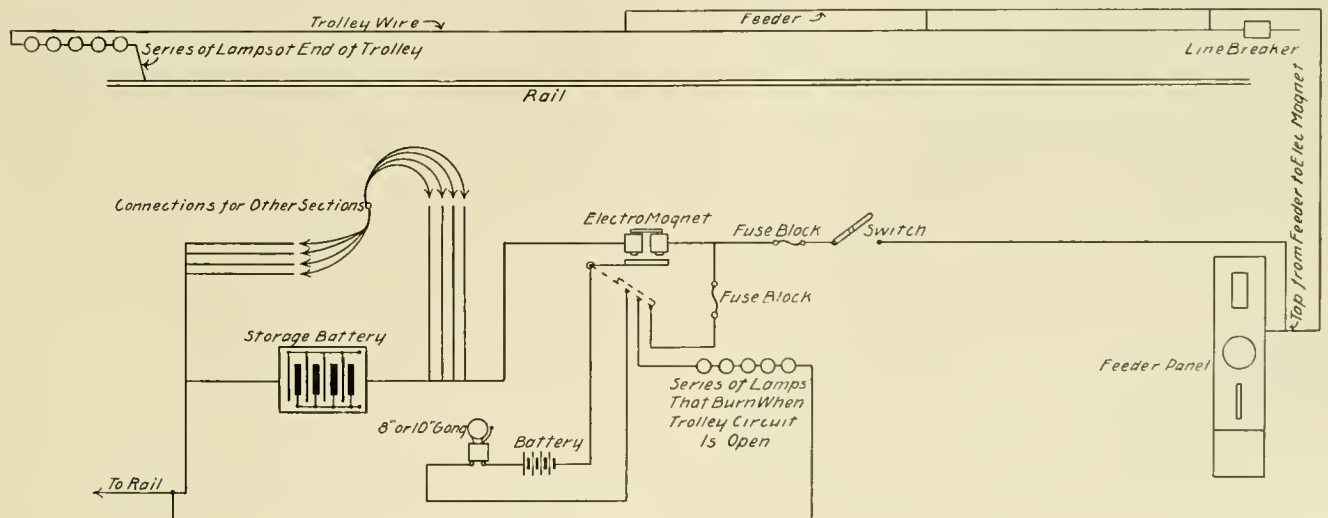 Trolley Wire
Feeder
Series of Lamps at End of Trolley
Line Breaker
Rail
Tap from Feeder to Elec Magnet
Connections for Other Sections
Electro Magnet
Fuse Block
Switch
Fuse Block
Storage Battery
Feeder Panel
Series of Lamps
That Burn When
Trolley Circuit
Is Open
8" or 10" Gong
Battery
To Rail